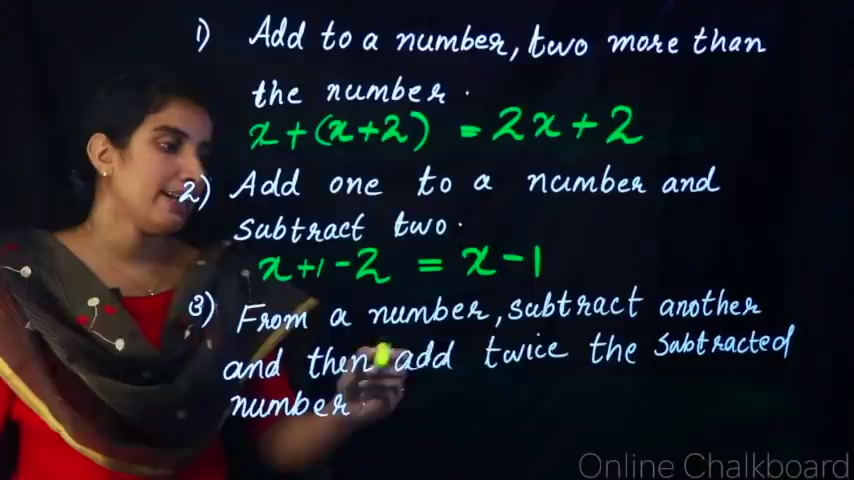 1) Add to a number, two more than
the number.
x + (x+2) = 2x + 2
2) Add one to a number and
subtract two.
x + 1 - 2 = x - 1
3) From a number, subtract another
and then add twice the subtracted
number.
Online Chalkboard